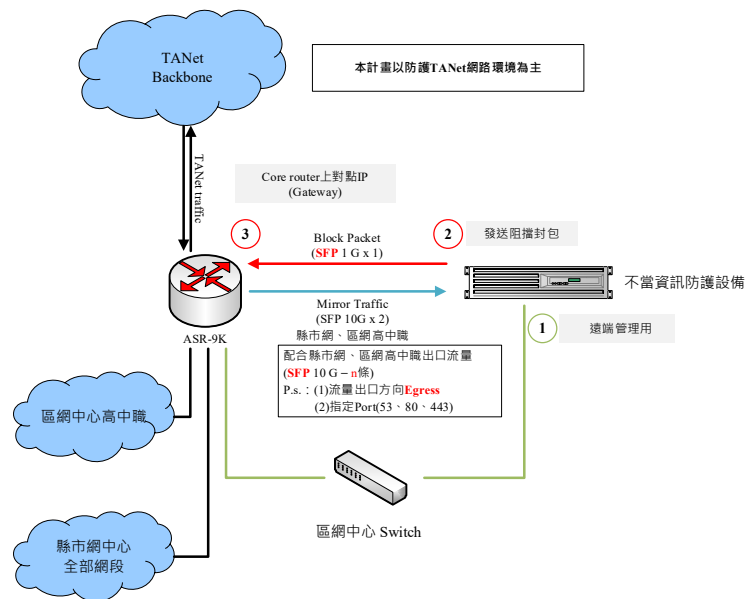 TANet
Backbone
本計畫以防護TANet網路環境為主
TANet traffic
Core router上對點IP
(Gateway)
3
Block Packet
(SFP 1 G x 1)
2
發送阻擋封包
不當資訊防護設備
Mirror Traffic
(SFP 10G x 2)
縣市網、區網高中職
ASR-9K
1
遠端管理用
配合縣市網、區網高中職出口流量
(SFP 10 G – n條)
P.s.:(1)流量出口方向Egress
(2)指定Port(53、80、443)
區網中心高中職
區網中心 Switch
縣市網中心
全部網段